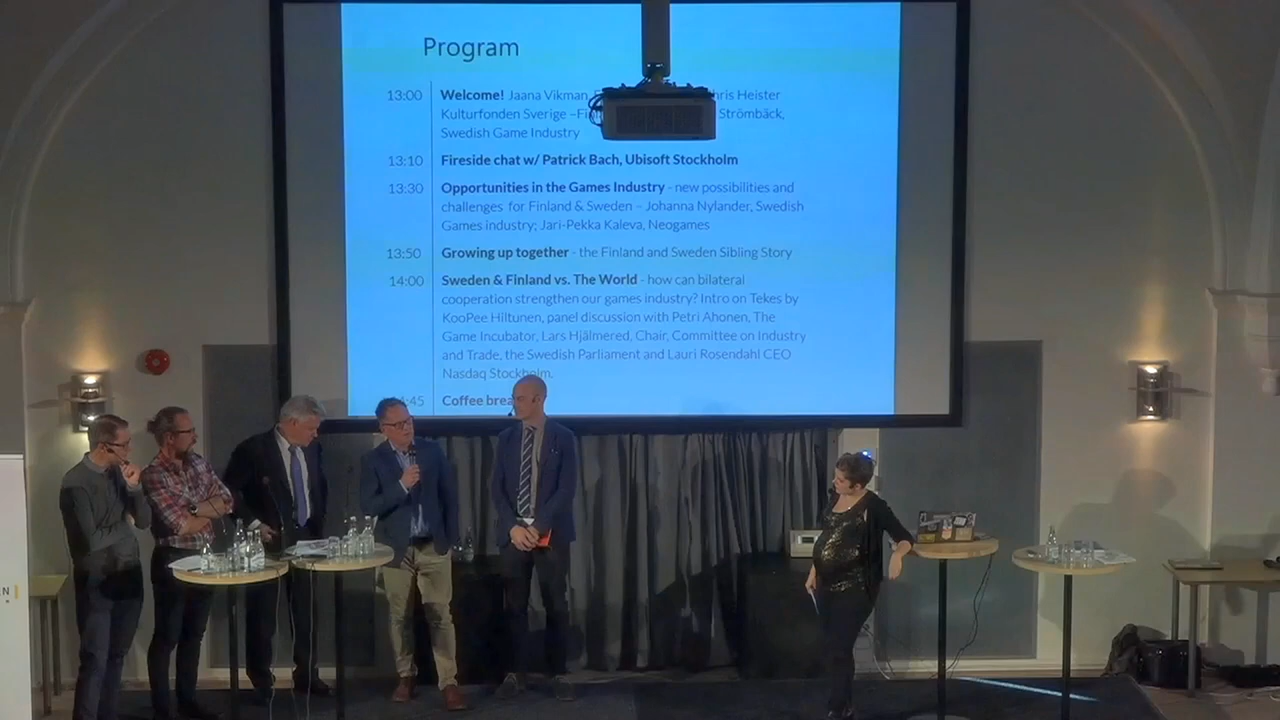 Program
13:00 Welcome! Jaana Vikman, hris Heister
Kulturfonden Sverige –Fin Strömbäck,
Swedish Game Industry
13:10 Fireside chat w/ Patrick Bach, Ubisoft Stockholm
13:30 Opportunities in the Games Industry - new possibilities and
challenges for Finland & Sweden – Johanna Nylander, Swedish
Games industry; Jari-Pekka Kaleva, Neogames
13:50 Growing up together - the Finland and Sweden Sibling Story
14:00 Sweden & Finland vs. The World - how can bilateral
cooperation strengthen our games industry? Intro on Tekes by
KooPee Hiltunen, panel discussion with Petri Ahonen, The
Game Incubator, Lars Hjälmered, Chair, Committee on Industry
and Trade, the Swedish Parliament and Lauri Rosendahl CEO
Nasdaq Stockholm.
:45 Coffee brea
N